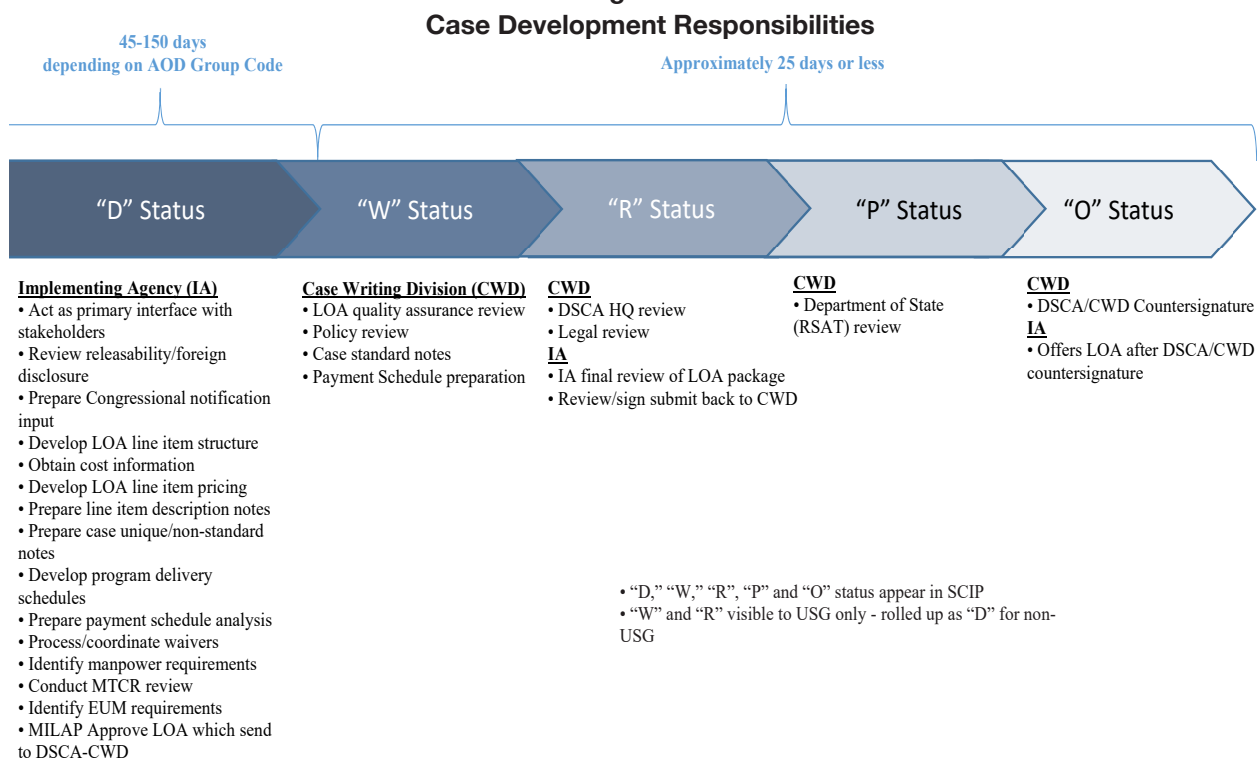 Case Development Responsibilities
45-150 days
depending on AOD Group Code
Approximately 25 days or less
“D” Status
“W” Status
“R” Status
“P” Status
“O” Status
Implementing Agency (IA)
• Act as primary interface with
stakeholders
• Review releasability/foreign
disclosure
• Prepare Congressional notification
input
• Develop LOA line item structure
• Obtain cost information
• Develop LOA line item pricing
• Prepare line item description notes
• Prepare case unique/non-standard
notes
• Develop program delivery
schedules
• Prepare payment schedule analysis
• Process/coordinate waivers
• Identify manpower requirements
• Conduct MTCR review
• Identify EUM requirements
• MILAP Approve LOA which send
to DSCA-CWD
Case Writing Division (CWD)
• LOA quality assurance review
• Policy review
• Case standard notes
• Payment Schedule preparation
CWD
• DSCA HQ review
• Legal review
IA
• IA final review of LOA package
• Review/sign submit back to CWD
CWD
• Department of State
(RSAT) review
CWD
• DSCA/CWD Countersignature
IA
• Offers LOA after DSCA/CWD
countersignature
• “D,” “W,” “R”, “P” and “O” status appear in SCIP
• “W” and “R” visible to USG only - rolled up as “D” for non-
USG